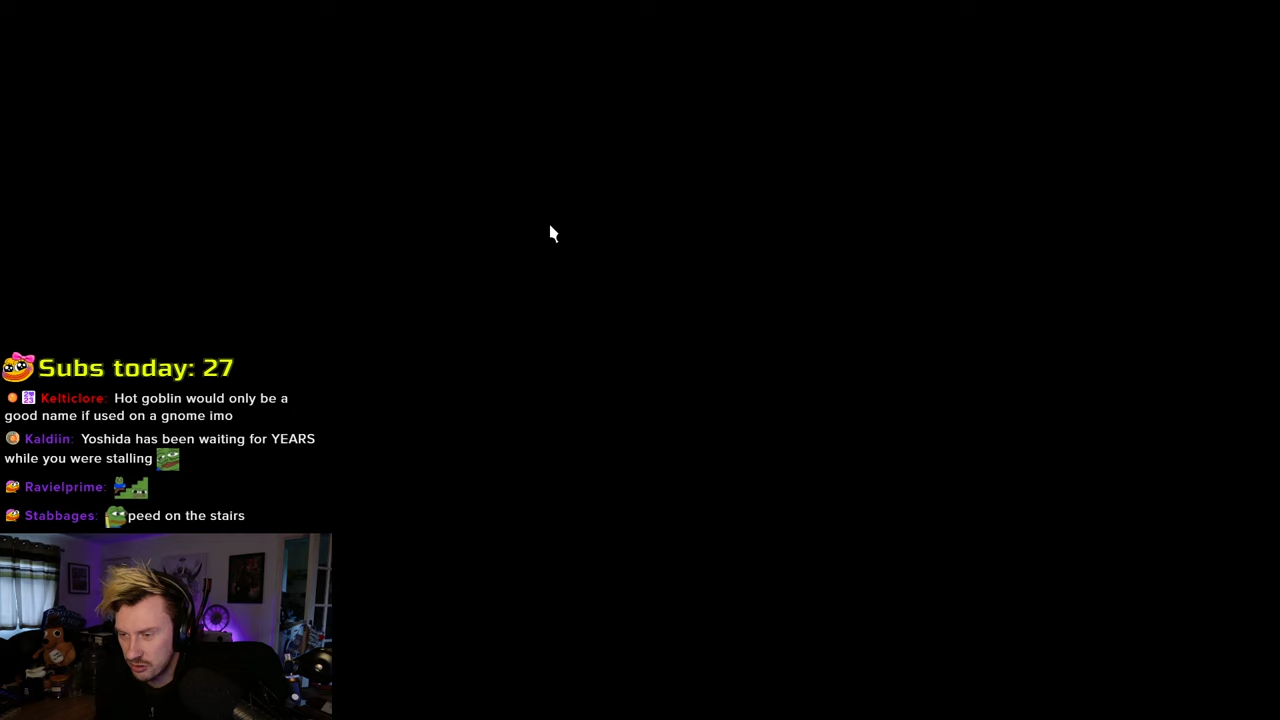 Subs today: 27
Kelticlore: Hot goblin would only be a
good name if used on a gnome imo
Kaldiin: Yoshida has been waiting for YEARS
while you were stalling
Ravielprime:
Stabbages: peed on the stairs